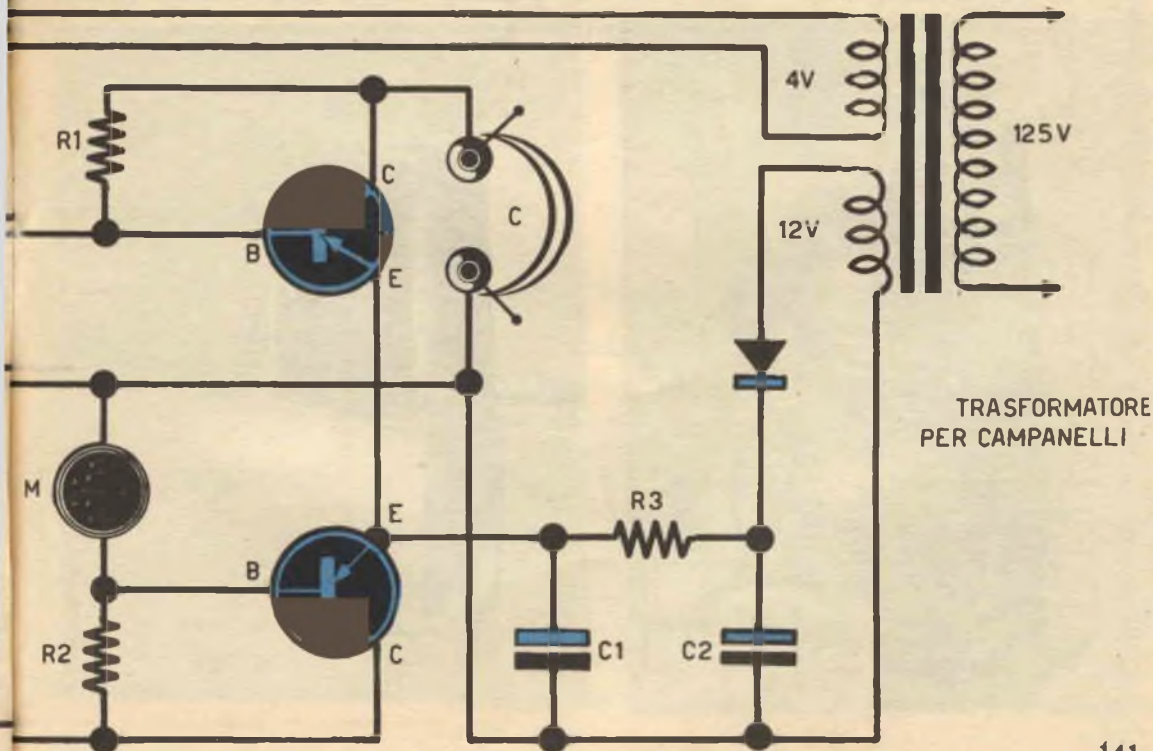 4V
125V
R1
C
B
E
C
12V
TRASFORMATORE
PER CAMPANELLI
M
R3
E
B
R2
C
C1
C2
141